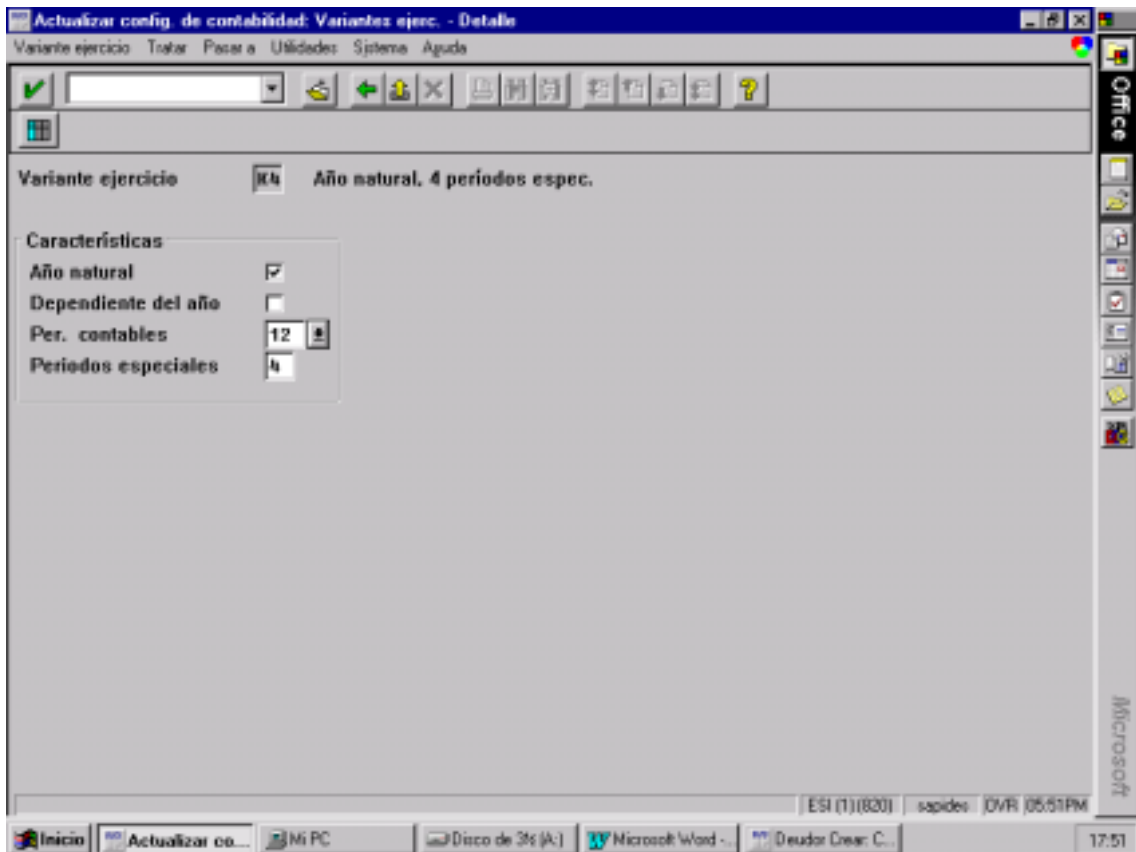 Actualizar config. de contabilidad: Variantes ejerc. - Detalle
Variante ejercicio Tratar Pasar a Utilidades Sistema Ayuda
Variante ejercicio K4 Año natural, 4 períodos espec.
Características
Año natural
Dependiente del año
Per. contables 12
Periodos especiales 4
Office
Microsoft
ESI (1)(820) sapides OVR 05:51PM
Inicio Actualizar co... Mi PC Disco de 3½ (A:) Microsoft Word -... Deudor Crear: C... 17:51